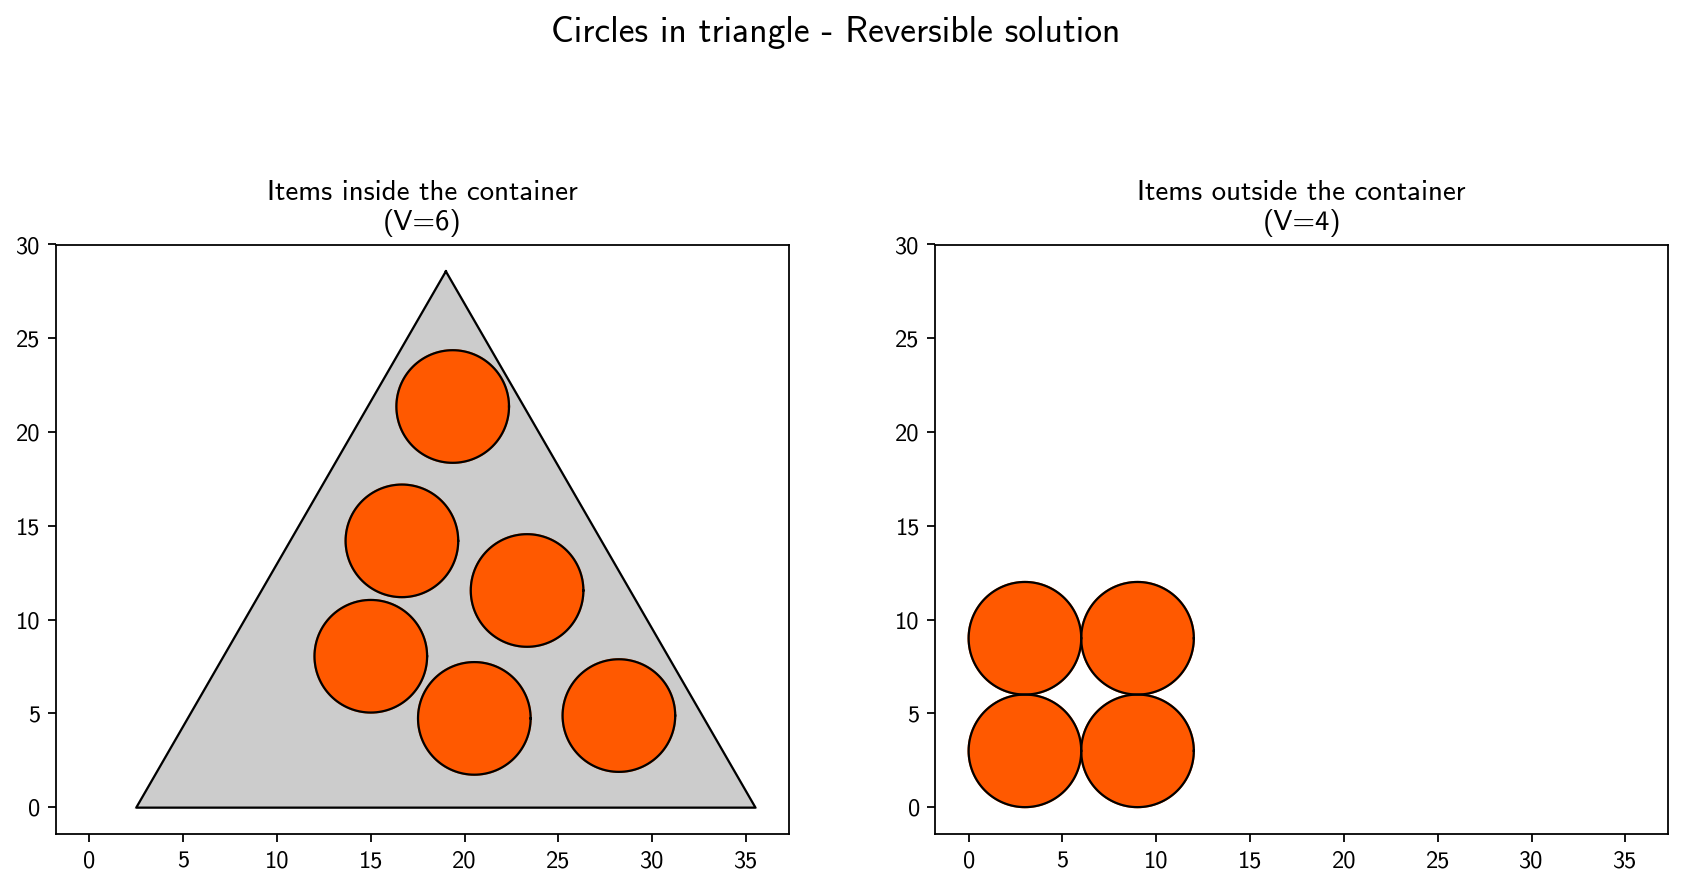 Circles in triangle - Reversible solution
Items inside the container
(V=6)
30
25
20
15
10
5
0
0 5 10 15 20 25 30 35
Items outside the container
(V=4)
30
25
20
15
10
5
0
0 5 10 15 20 25 30 35